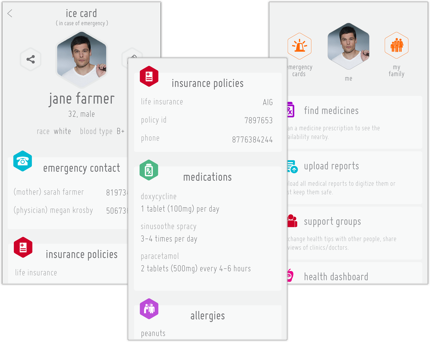 ice card
( in case of emergency )
jane farmer
32, male
race white blood type B+
emergency contact
(mother) sarah farmer 81973
(physician) megan krosby 50673
insurance policies
life insurance
insurance policies
life insurance AIG
policy id 7897653
phone 8776384244
medications
doxycycline
1 tablet (100mg) per day
sinusoothe spracy
3-4 times per day
paracetamol
2 tablets (500mg) every 4-6 hours
allergies
peanuts
emergency
cards
me
my
family
find medicines
a medicine prescription to see the
availability nearby.
upload reports
load all medical reports to digitize them or
keep them safe.
support groups
change health tips with other people, share
views of clinics/doctors.
health dashboard